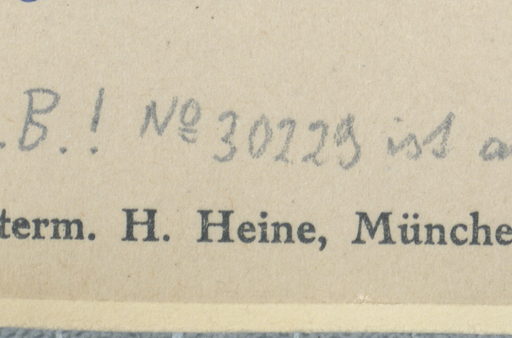 .B.! No 30229 ist a
term. H. Heine, Münche